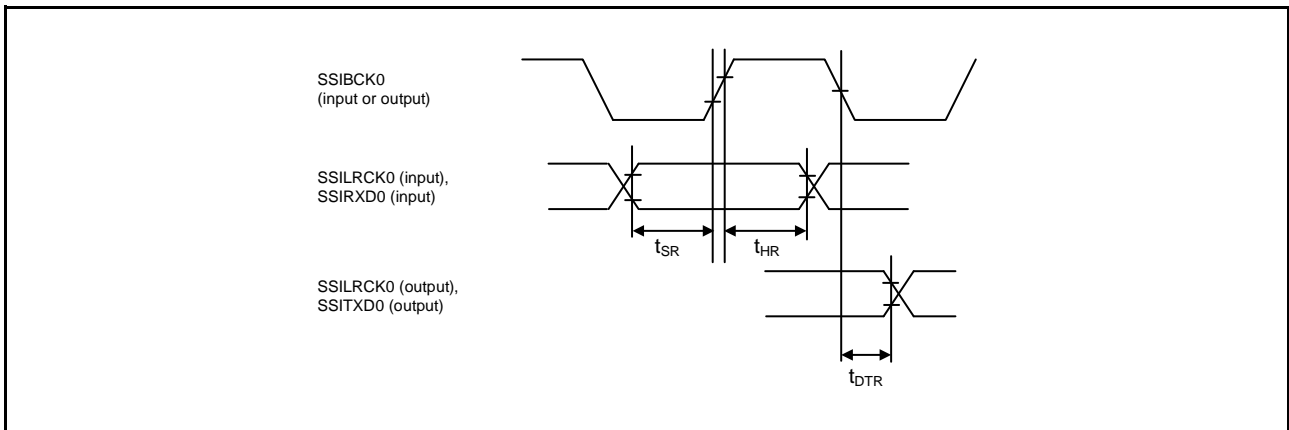 SSIBCK0
(input or output)
SSILRCK0 (input),
SSIRXD0 (input)
tSR
tHR
SSILRCK0 (output),
SSITXD0 (output)
tDTR